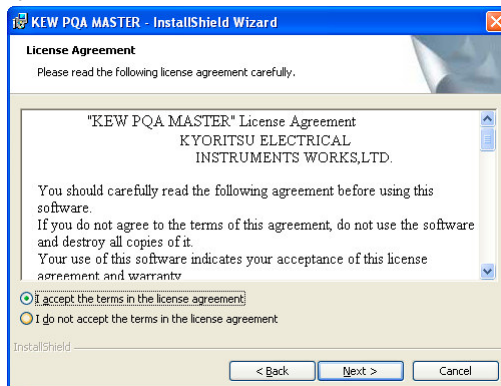 KEW PQA MASTER - InstallShield Wizard
License Agreement
Please read the following license agreement carefully.
"KEW PQA MASTER" License Agreement
KYORITSU ELECTRICAL
INSTRUMENTS WORKS,LTD.
You should carefully read the following agreement before using this
software.
If you do not agree to the terms of this agreement, do not use the software
and destroy all copies of it.
Your use of this software indicates your acceptance of this license
agreement and warranty
I accept the terms in the license agreement
I do not accept the terms in the license agreement
InstallShield
< Back Next > Cancel